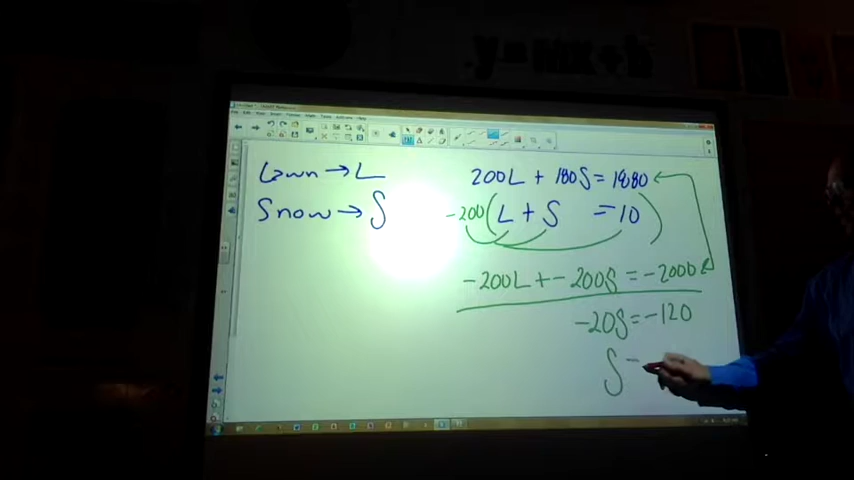 y=mx+b
Lawn → L
Snow → S
200L + 180S = 1880
-200(L + S = 10)
-200L + -200S = -2000
-20S = -120
S =